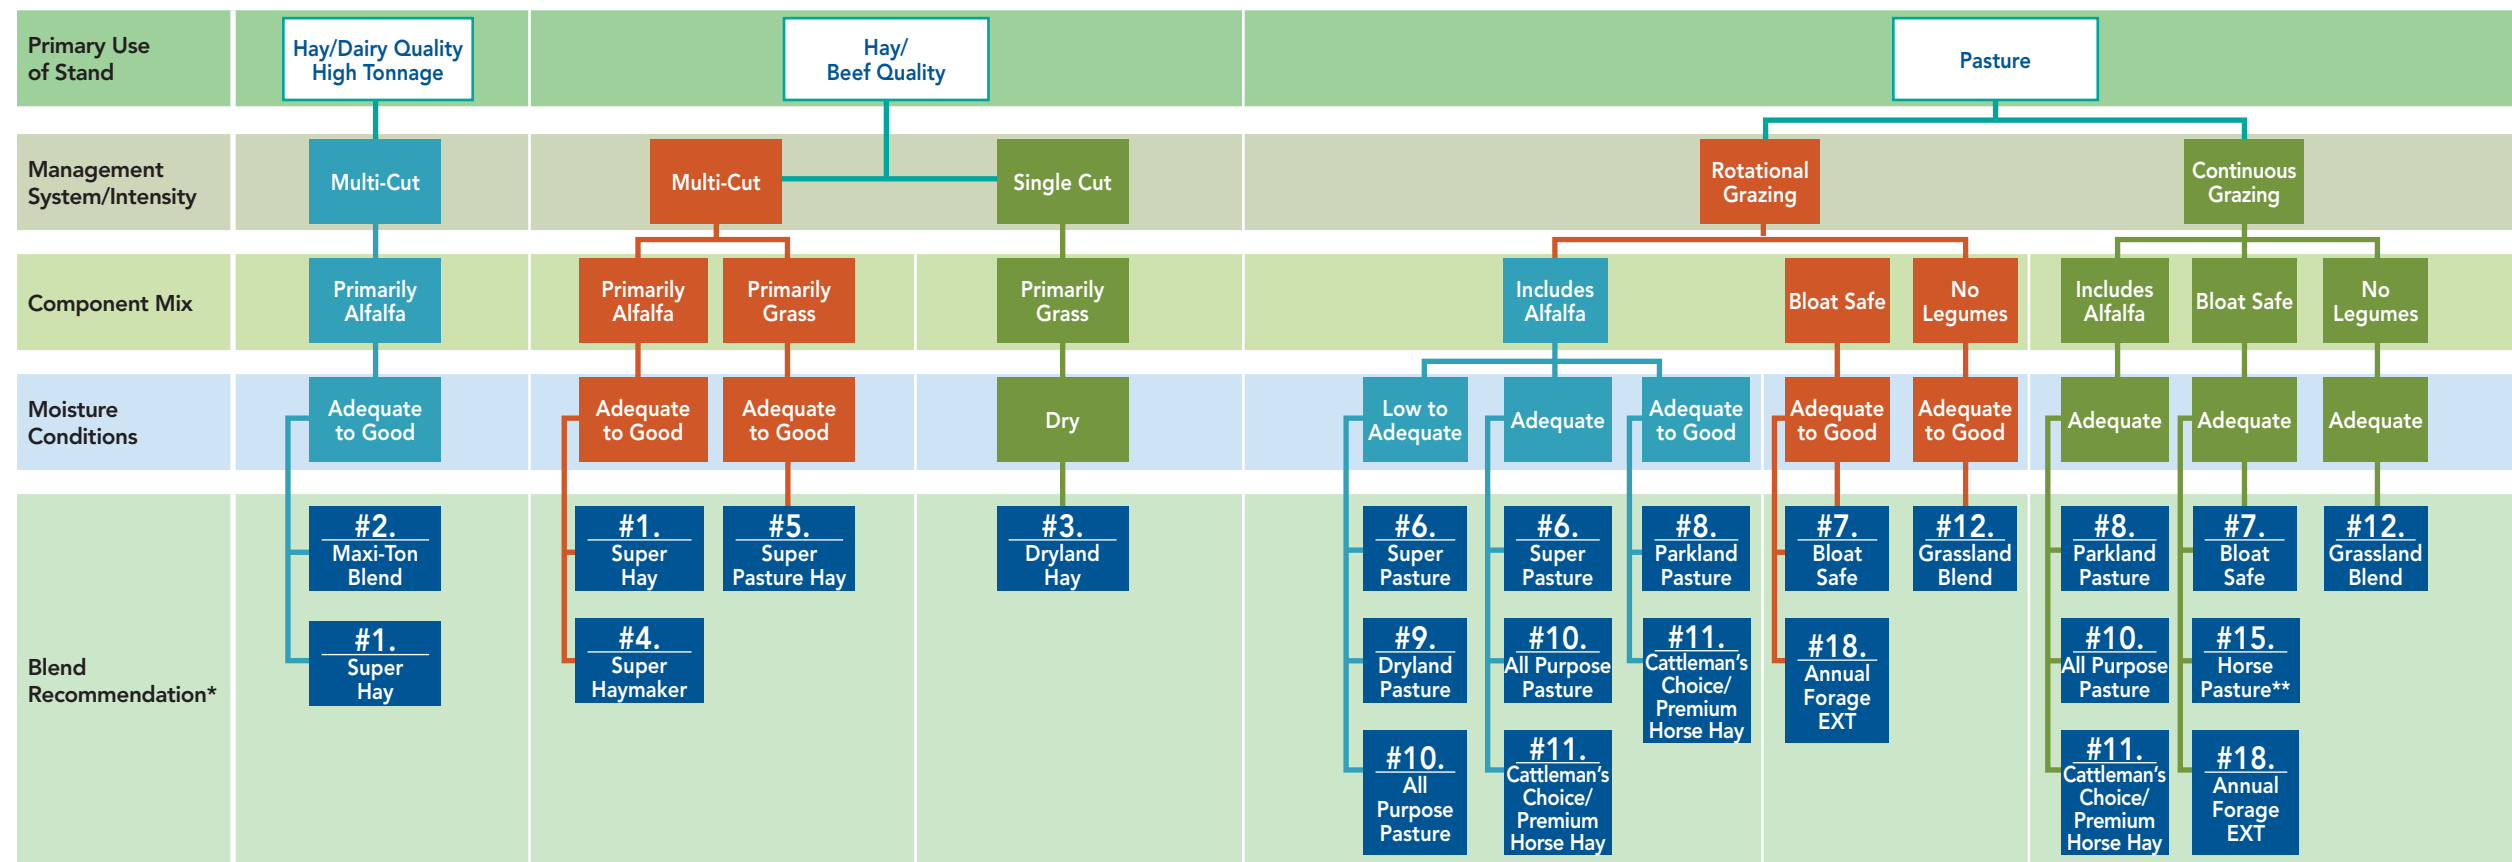 Primary Use
of Stand
Hay/Dairy Quality
High Tonnage
Hay/
Beef Quality
Pasture
Management
System/Intensity
Multi-Cut
Multi-Cut
Single Cut
Rotational
Grazing
Continuous
Grazing
Component Mix
Primarily
Alfalfa
Primarily
Alfalfa
Primarily
Grass
Primarily
Grass
Includes
Alfalfa
Bloat Safe
No
Legumes
Includes
Alfalfa
Bloat Safe
No
Legumes
Moisture
Conditions
Adequate
to Good
Adequate
to Good
Adequate
to Good
Dry
Low to
Adequate
Adequate
Adequate
to Good
Adequate
to Good
Adequate
to Good
Adequate
Adequate
Adequate
Blend
Recommendation*
#2.
Maxi-Ton
Blend
#1.
Super
Hay
#1.
Super
Hay
#4.
Super
Haymaker
#5.
Super
Pasture Hay
#3.
Dryland
Hay
#6.
Super
Pasture
#9.
Dryland
Pasture
#10.
All
Purpose
Pasture
#6.
Super
Pasture
#10.
All Purpose
Pasture
#11.
Cattleman's
Choice/
Premium
Horse Hay
#8.
Parkland
Pasture
#11.
Cattleman's
Choice/
Premium
Horse Hay
#7.
Bloat
Safe
#18.
Annual
Forage
EXT
#12.
Grassland
Blend
#8.
Parkland
Pasture
#10.
All Purpose
Pasture
#11.
Cattleman's
Choice/
Premium
Horse Hay
#7.
Bloat
Safe
#15.
Horse
Pasture**
#18.
Annual
Forage
EXT
#12.
Grassland
Blend